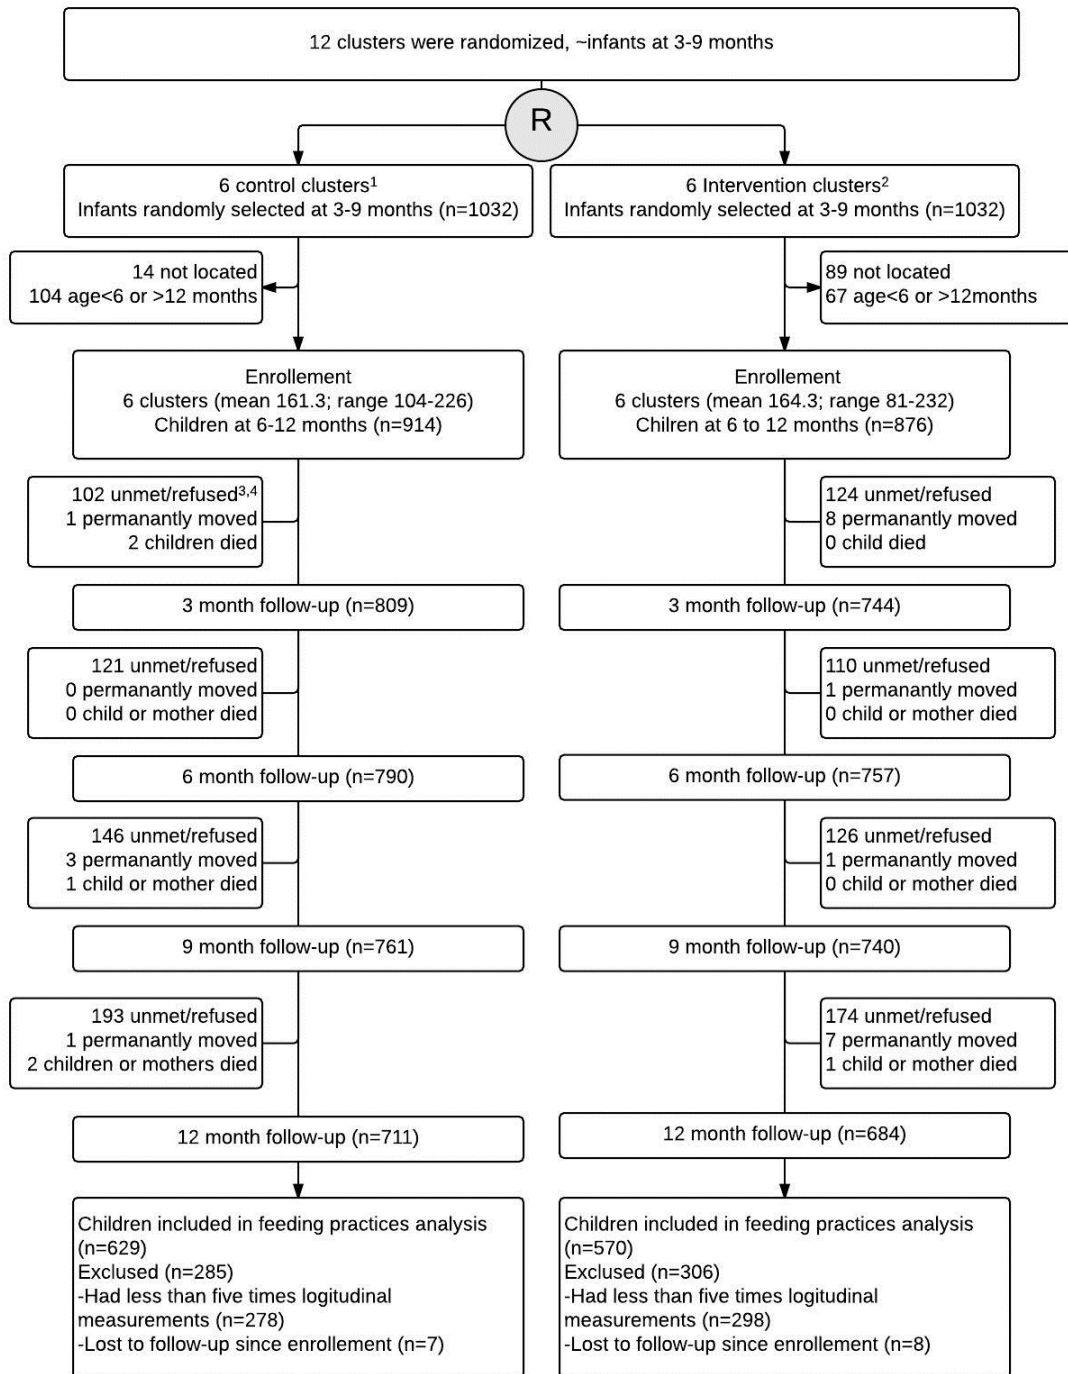 12 clusters were randomized, ~infants at 3-9 months
R
6 control clusters1
Infants randomly selected at 3-9 months (n=1032)
6 Intervention clusters2
Infants randomly selected at 3-9 months (n=1032)
14 not located
104 age<6 or >12 months
89 not located
67 age<6 or >12months
Enrollement
6 clusters (mean 161.3; range 104-226)
Children at 6-12 months (n=914)
Enrollement
6 clusters (mean 164.3; range 81-232)
Chilren at 6 to 12 months (n=876)
102 unmet/refused3,4
1 permanantly moved
2 children died
124 unmet/refused
8 permanantly moved
0 child died
3 month follow-up (n=809)
3 month follow-up (n=744)
121 unmet/refused
0 permanantly moved
0 child or mother died
110 unmet/refused
1 permanantly moved
0 child or mother died
6 month follow-up (n=790)
6 month follow-up (n=757)
146 unmet/refused
3 permanantly moved
1 child or mother died
126 unmet/refused
1 permanantly moved
0 child or mother died
9 month follow-up (n=761)
9 month follow-up (n=740)
193 unmet/refused
1 permanantly moved
2 children or mothers died
174 unmet/refused
7 permanantly moved
1 child or mother died
12 month follow-up (n=711)
12 month follow-up (n=684)
Children included in feeding practices analysis
(n=629)
Exclused (n=285)
-Had less than five times logitudinal
measurements (n=278)
-Lost to follow-up since enrollement (n=7)
Children included in feeding practices analysis
(n=570)
Exclused (n=306)
-Had less than five times logitudinal
measurements (n=298)
-Lost to follow-up since enrollement (n=8)